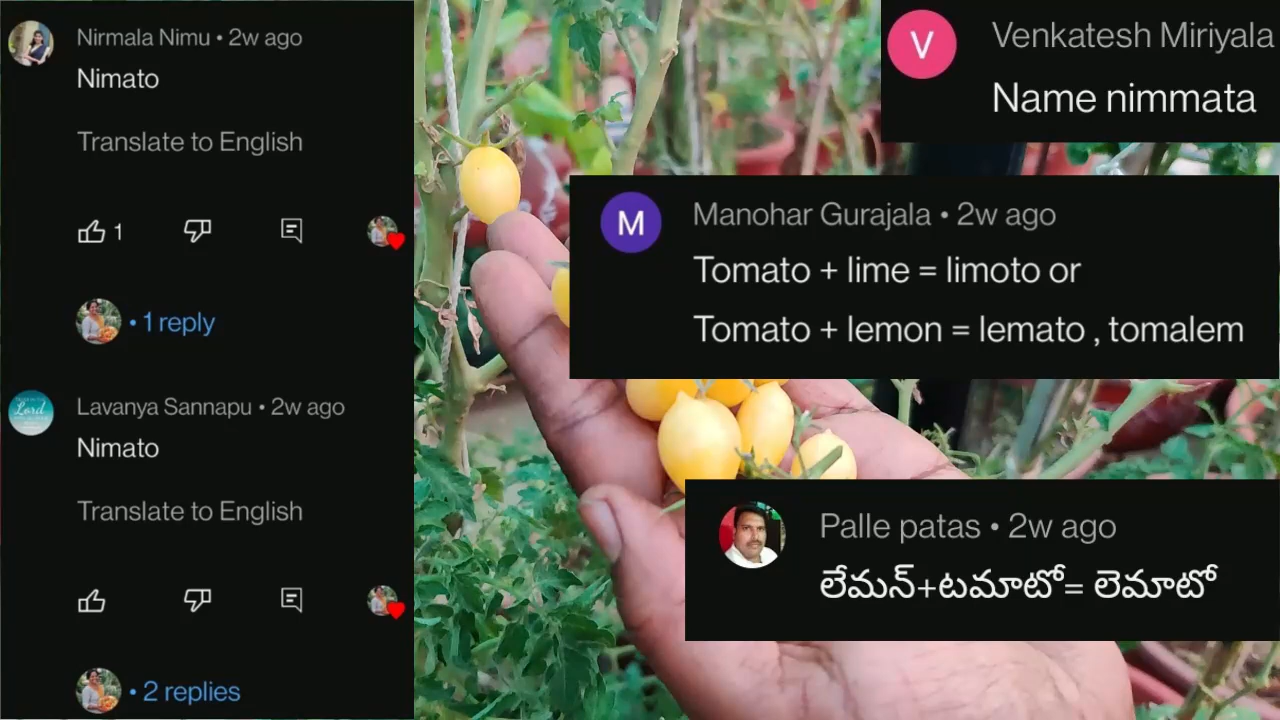 Nirmala Nimu • 2w ago
Nimato
Translate to English
1
• 1 reply
Lavanya Sannapu • 2w ago
Nimato
Translate to English
• 2 replies
V
Venkatesh Miriyala
Name nimmata
M
Manohar Gurajala • 2w ago
Tomato + lime = limoto or
Tomato + lemon = lemato , tomalem
Palle patas • 2w ago
లేమన్+టమాటో= లెమాటో